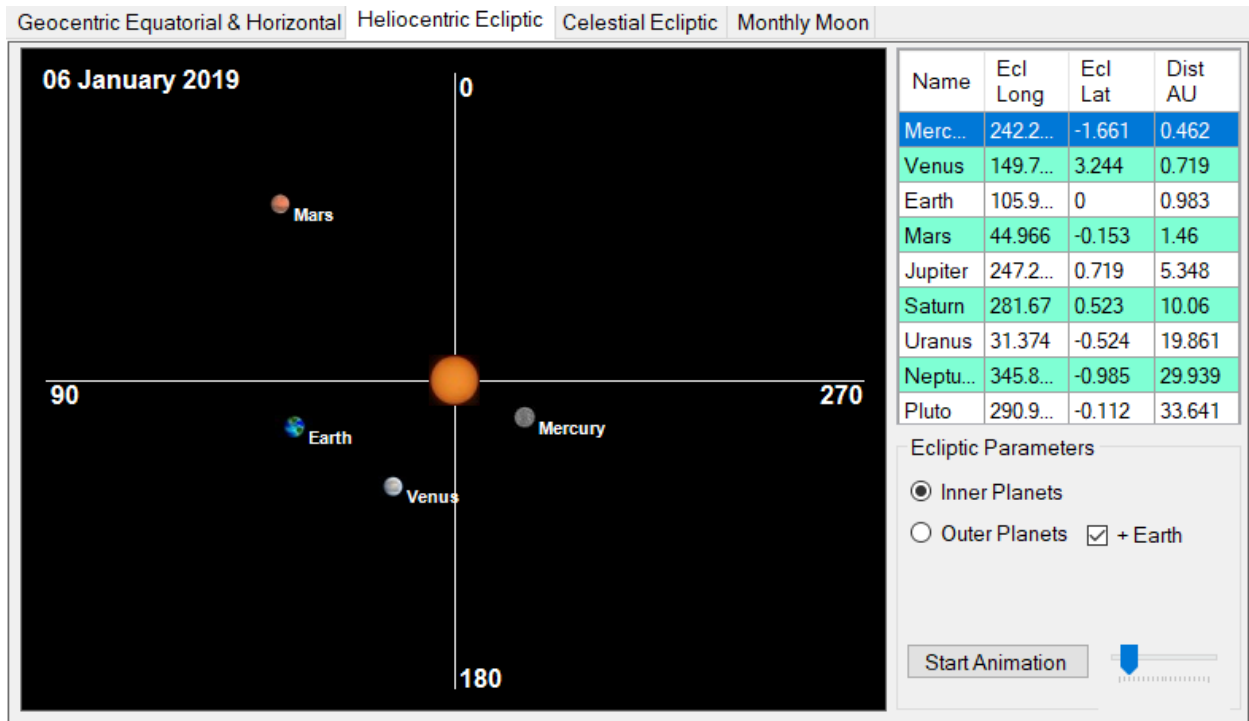 Geocentric Equatorial & Horizontal Heliocentric Ecliptic Celestial Ecliptic Monthly Moon
06 January 2019
0
Mars
90
270
Earth
Mercury
Venus
180
Name Ecl Long Ecl Lat Dist AU
Merc... 242.2... -1.661 0.462
Venus 149.7... 3.244 0.719
Earth 105.9... 0 0.983
Mars 44.966 -0.153 1.46
Jupiter 247.2... 0.719 5.348
Saturn 281.67 0.523 10.06
Uranus 31.374 -0.524 19.861
Neptu... 345.8... -0.985 29.939
Pluto 290.9... -0.112 33.641
Ecliptic Parameters
Inner Planets
Outer Planets + Earth
Start Animation